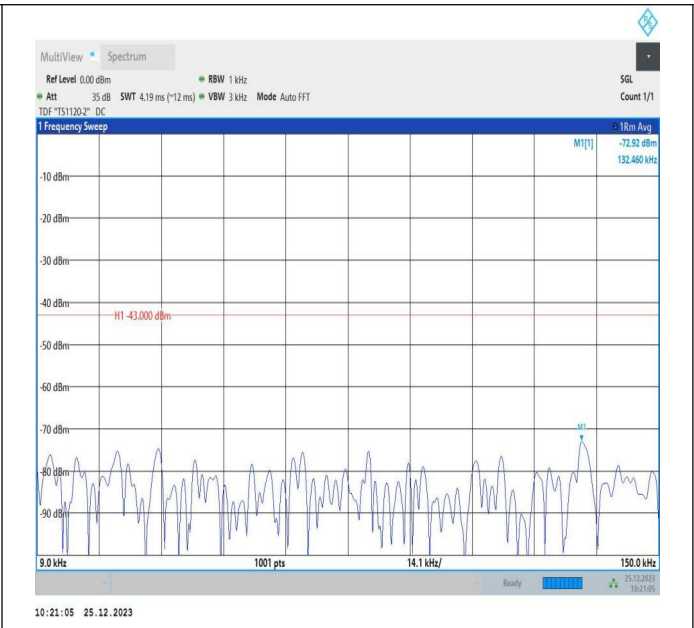 R S
MultiView Spectrum
Ref Level 0.00 dBm RBW 1 kHz SGL
Att 35 dB SWT 4.19 ms (~12 ms) VBW 3 kHz Mode Auto FFT Count 1/1
TDF "TS1120-2" DC
1 Frequency Sweep 1Rm Avg
M1[1] -72.92 dBm
132.460 kHz
-10 dBm
-20 dBm
-30 dBm
-40 dBm
H1 -43.000 dBm
-50 dBm
-60 dBm
-70 dBm
M1
-80 dBm
-90 dBm
9.0 kHz 1001 pts 14.1 kHz/ 150.0 kHz
Ready 25.12.2023
10:21:05
10:21:05 25.12.2023